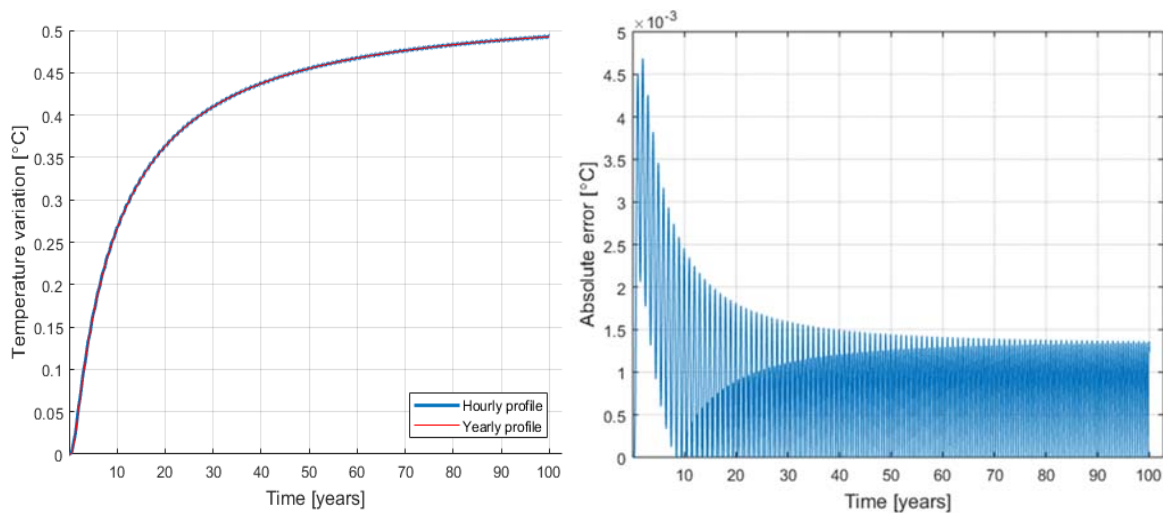 0.5
0.45
0.4
0.35
0.3
0.25
0.2
0.15
0.1
0.05
0
Temperature variation [°C]
10 20 30 40 50 60 70 80 90 100
Time [years]
Hourly profile
Yearly profile
×10⁻³
5
4.5
4
3.5
3
2.5
2
1.5
1
0.5
0
Absolute error [°C]
10 20 30 40 50 60 70 80 90 100
Time [years]